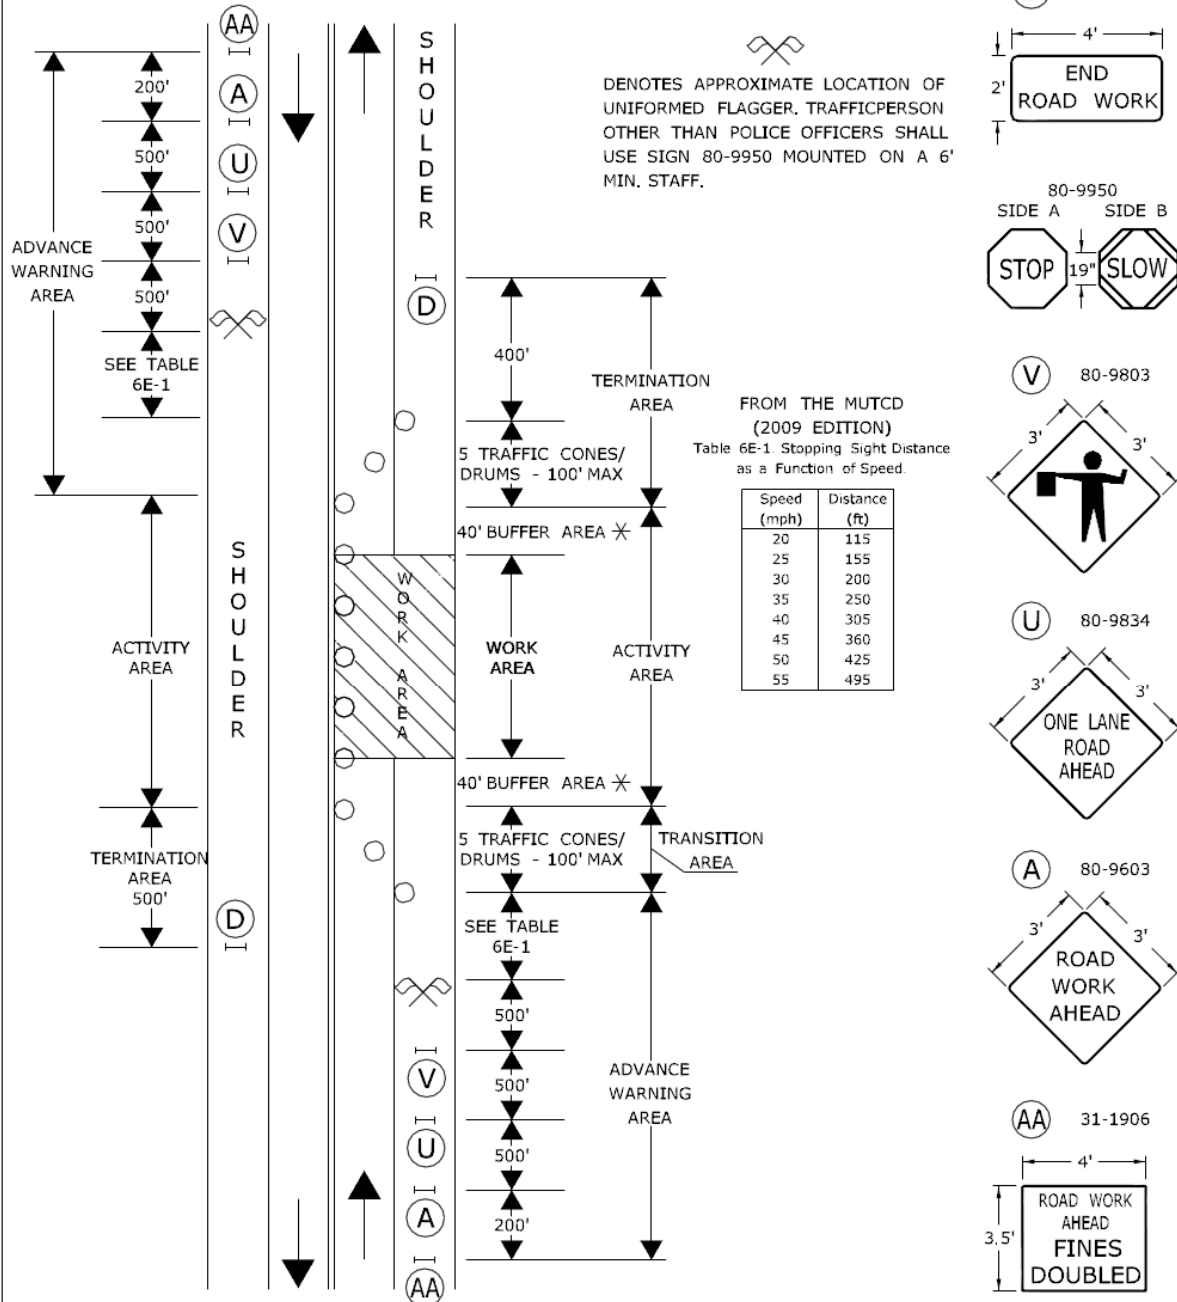 AA
200'
A
500'
U
500'
V
500'
ADVANCE
WARNING
AREA
SEE TABLE
6E-1
SHOULDER
ACTIVITY
AREA
TERMINATION
AREA
500'
D
SHOULDER
D
400'
TERMINATION
AREA
5 TRAFFIC CONES/
DRUMS - 100' MAX
40' BUFFER AREA *
WORK AREA
WORK
AREA
ACTIVITY
AREA
40' BUFFER AREA *
5 TRAFFIC CONES/
DRUMS - 100' MAX
TRANSITION
AREA
SEE TABLE
6E-1
500'
V
500'
U
500'
A
200'
AA
ADVANCE
WARNING
AREA
DENOTES APPROXIMATE LOCATION OF
UNIFORMED FLAGGER. TRAFFICPERSON
OTHER THAN POLICE OFFICERS SHALL
USE SIGN 80-9950 MOUNTED ON A 6'
MIN. STAFF.
FROM THE MUTCD
(2009 EDITION)
Table 6E-1. Stopping Sight Distance
as a Function of Speed.
Speed Distance
(mph) (ft)
20 115
25 155
30 200
35 250
40 305
45 360
50 425
55 495
4'
2'
END
ROAD WORK
80-9950
SIDE A SIDE B
STOP 19" SLOW
V 80-9803
3' 3'
U 80-9834
3' 3'
ONE LANE
ROAD
AHEAD
A 80-9603
3' 3'
ROAD
WORK
AHEAD
AA 31-1906
4'
3.5'
ROAD WORK
AHEAD
FINES
DOUBLED